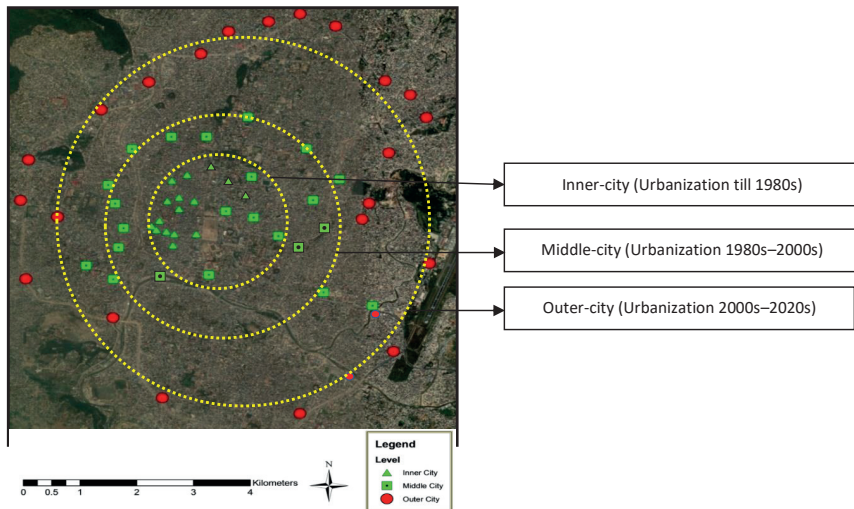 Inner-city (Urbanization till 1980s)
Middle-city (Urbanization 1980s–2000s)
Outer-city (Urbanization 2000s–2020s)
N
Kilometers
0 0.5 1 2 3 4
Legend
Level
Inner City
Middle City
Outer City